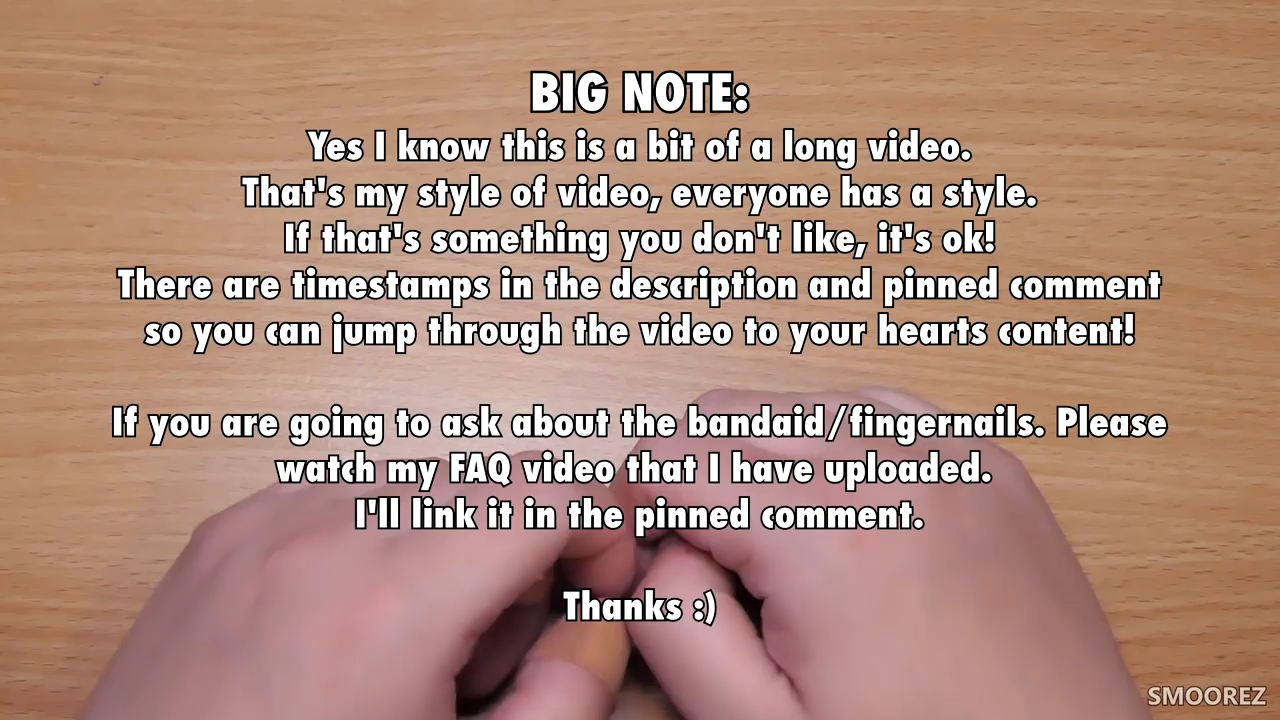 BIG NOTE:
Yes I know this is a bit of a long video.
That's my style of video, everyone has a style.
If that's something you don't like, it's ok!
There are timestamps in the description and pinned comment
so you can jump through the video to your hearts content!
If you are going to ask about the bandaid/fingernails. Please
watch my FAQ video that I have uploaded.
I'll link it in the pinned comment.
Thanks :)
SMOOREZ